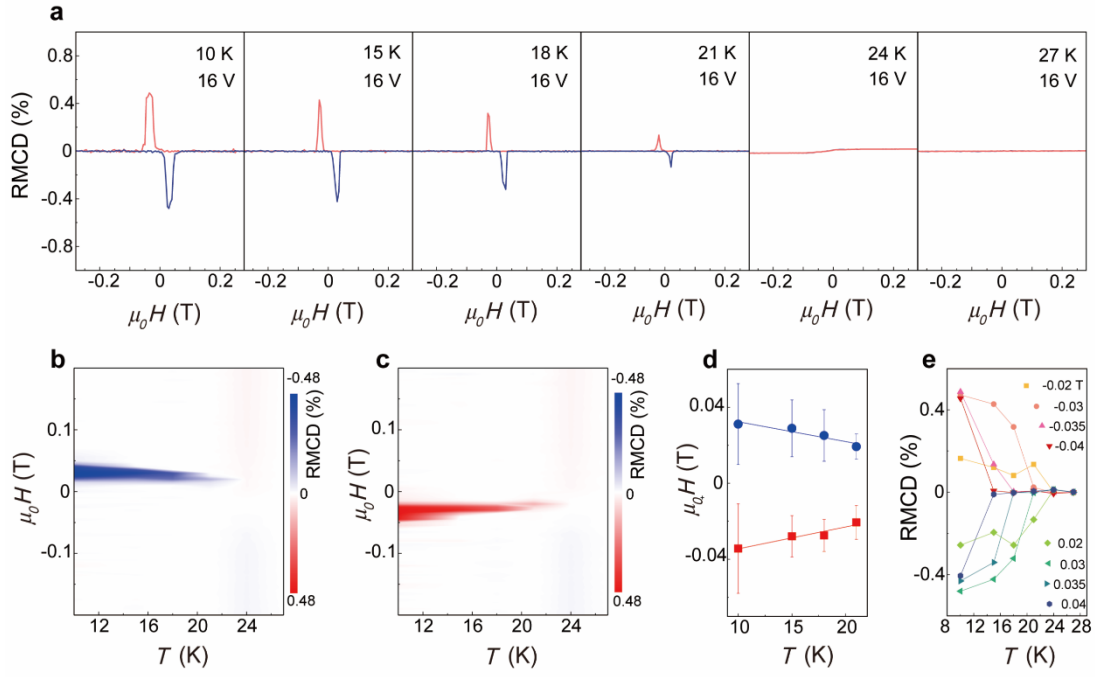 a
10 K
16 V
15 K
16 V
18 K
16 V
21 K
16 V
24 K
16 V
27 K
16 V
RMCD (%)
0.8
0.4
0
-0.4
-0.8
-0.2 0 0.2
-0.2 0 0.2
-0.2 0 0.2
-0.2 0 0.2
-0.2 0 0.2
-0.2 0 0.2
μ₀H (T)
μ₀H (T)
μ₀H (T)
μ₀H (T)
μ₀H (T)
μ₀H (T)
b
μ₀H (T)
0.1
0
-0.1
12 16 20 24
T (K)
-0.48
RMCD (%)
0
0.48
c
μ₀H (T)
0.1
0
-0.1
12 16 20 24
T (K)
-0.48
RMCD (%)
0
0.48
d
μ₀H (T)
0.04
0
-0.04
10 15 20
T (K)
e
RMCD (%)
0.4
0
-0.4
8 12 16 20 24 28
T (K)
-0.02 T
-0.03
-0.035
-0.04
0.02
0.03
0.035
0.04